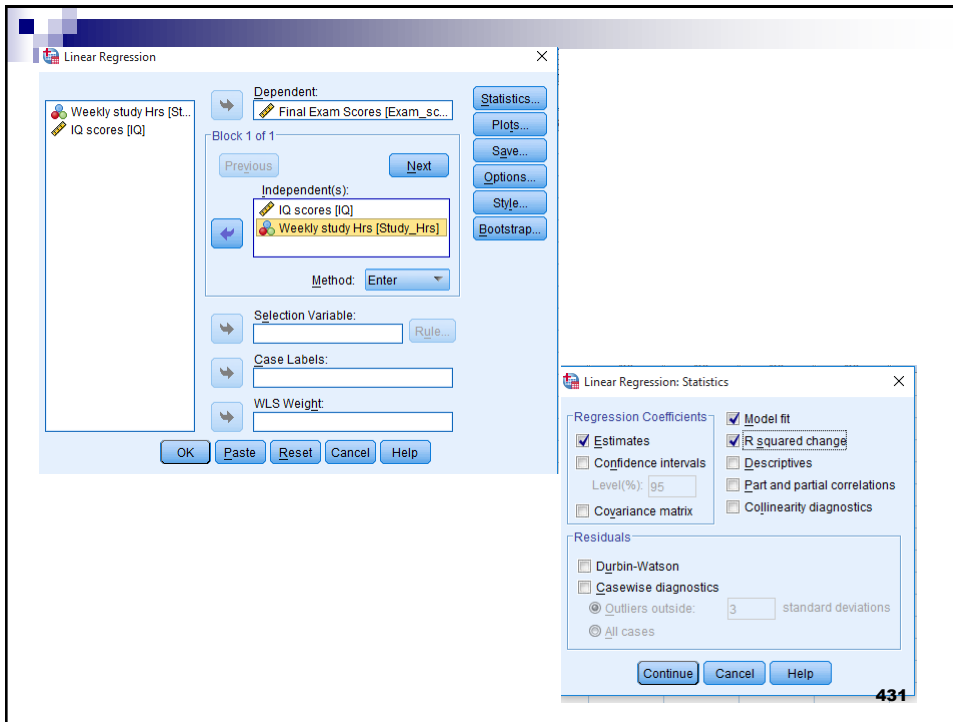 Linear Regression
Weekly study Hrs [St...
IQ scores [IQ]
Dependent:
Final Exam Scores [Exam_sc...
Block 1 of 1
Previous
Next
Independent(s):
IQ scores [IQ]
Weekly study Hrs [Study_Hrs]
Method: Enter
Selection Variable:
Rule...
Case Labels:
WLS Weight:
Statistics...
Plots...
Save...
Options...
Style...
Bootstrap...
OK Paste Reset Cancel Help
Linear Regression: Statistics
Regression Coefficients
Estimates
Confidence intervals
Level(%): 95
Covariance matrix
Model fit
R squared change
Descriptives
Part and partial correlations
Collinearity diagnostics
Residuals
Durbin-Watson
Casewise diagnostics
Outliers outside: 3 standard deviations
All cases
Continue Cancel Help
431